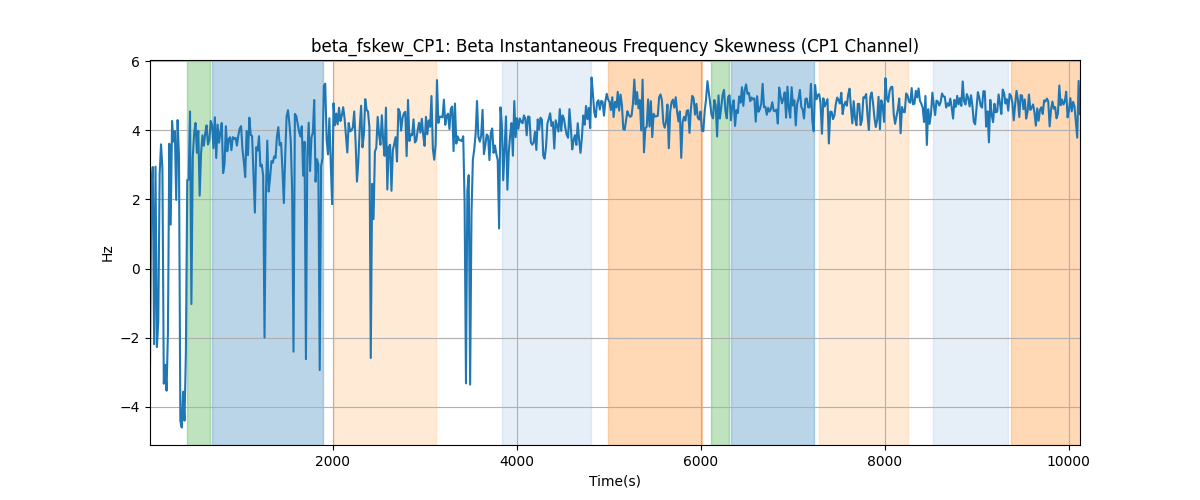 beta_fskew_CP1: Beta Instantaneous Frequency Skewness (CP1 Channel)
6
4
2
0
−2
−4
Hz
2000 4000 6000 8000 10000
Time(s)